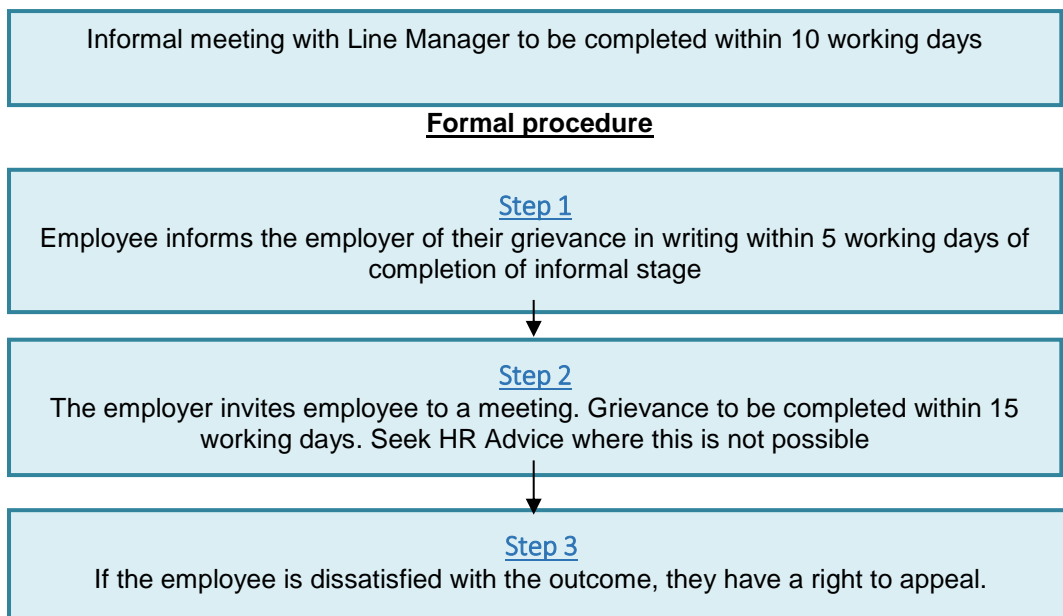 Informal meeting with Line Manager to be completed within 10 working days
Formal procedure
Step 1
Employee informs the employer of their grievance in writing within 5 working days of
completion of informal stage
Step 2
The employer invites employee to a meeting. Grievance to be completed within 15
working days. Seek HR Advice where this is not possible
Step 3
If the employee is dissatisfied with the outcome, they have a right to appeal.